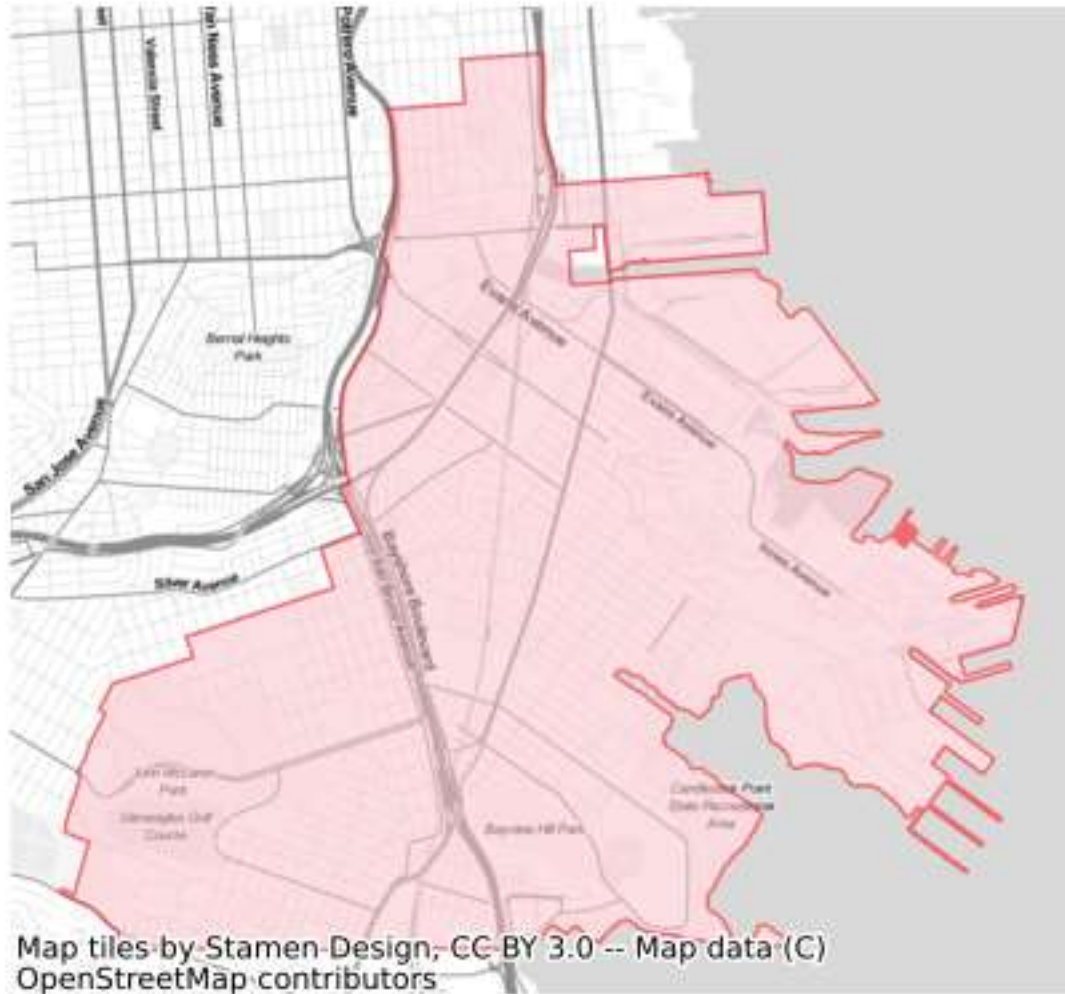 Valencia Street
Van Ness Avenue
Potrero Avenue
Bernal Heights
Park
San Jose Avenue
Silver Avenue
Evans Avenue
Evans Avenue
Innes Avenue
Bayshore Boulevard
John McLaren
Park
Gleneagles Golf
Course
Bayview Hill Park
Candlestick Point
State Recreation
Area
Map tiles by Stamen Design, CC BY 3.0 -- Map data (C)
OpenStreetMap contributors